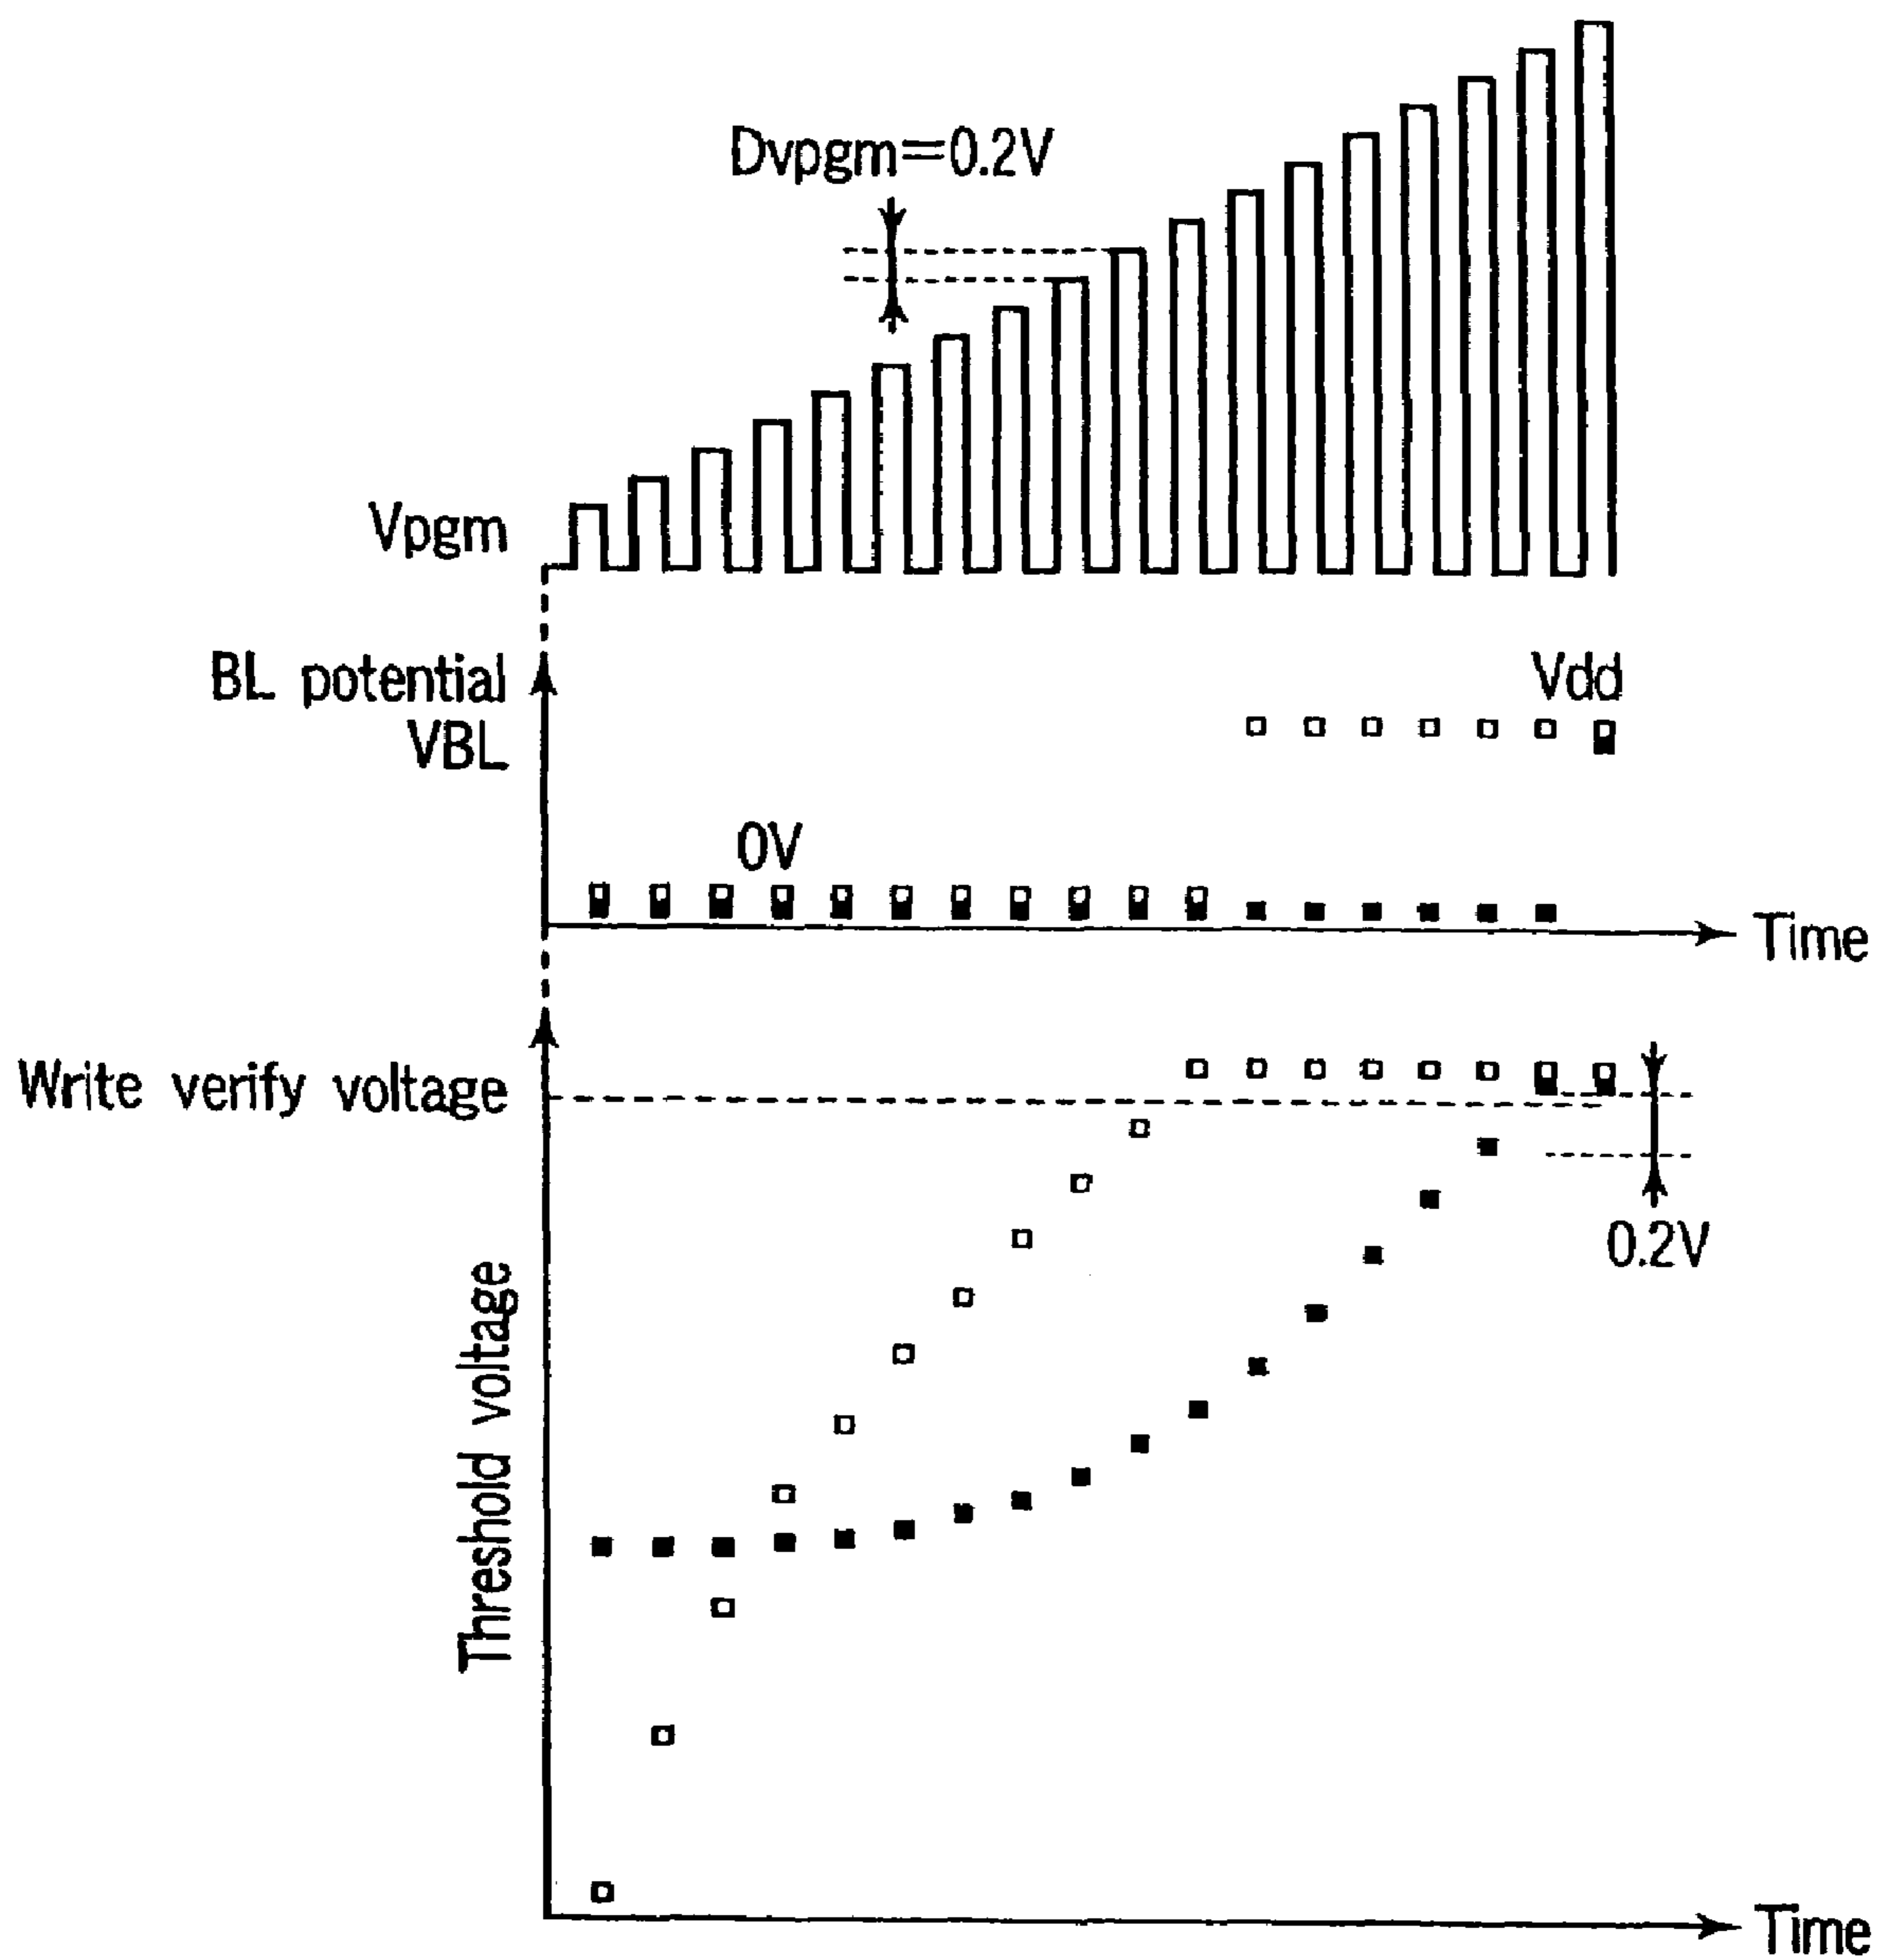 Dvpgm=0.2V
Vpgm
BL potential
VBL
Vdd
0V
Time
Write verify voltage
0.2V
Threshold voltage
Time